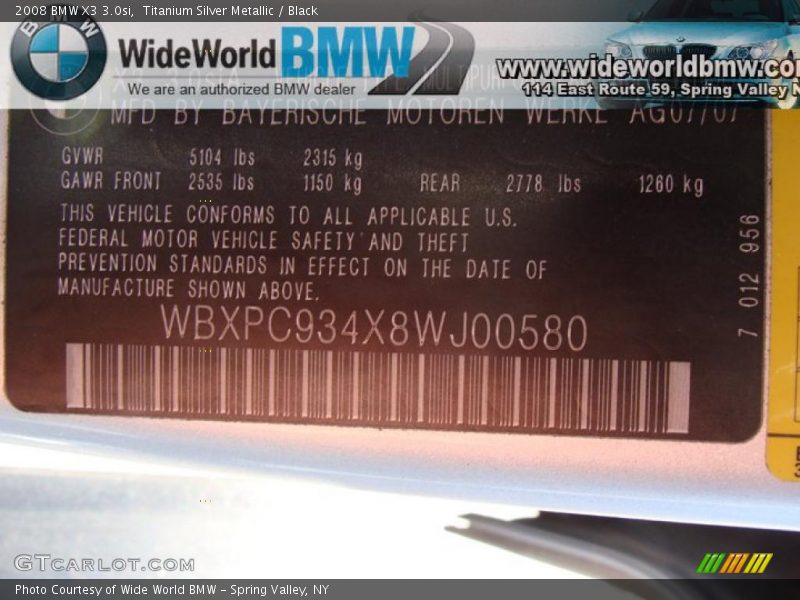 2008 BMW X3 3.0si, Titanium Silver Metallic / Black
BMW
WideWorld BMW
We are an authorized BMW dealer
www.wideworldbmw.co
114 East Route 59, Spring Valley N
MFD BY BAYERISCHE MOTOREN WERKE AG07/07
GVWR 5104 lbs 2315 kg
GAWR FRONT 2535 lbs 1150 kg REAR 2778 lbs 1260 kg
THIS VEHICLE CONFORMS TO ALL APPLICABLE U.S.
FEDERAL MOTOR VEHICLE SAFETY AND THEFT
PREVENTION STANDARDS IN EFFECT ON THE DATE OF
MANUFACTURE SHOWN ABOVE.
WBXPC934X8WJ00580
7 012 956
GTCARLOT.COM
Photo Courtesy of Wide World BMW - Spring Valley, NY